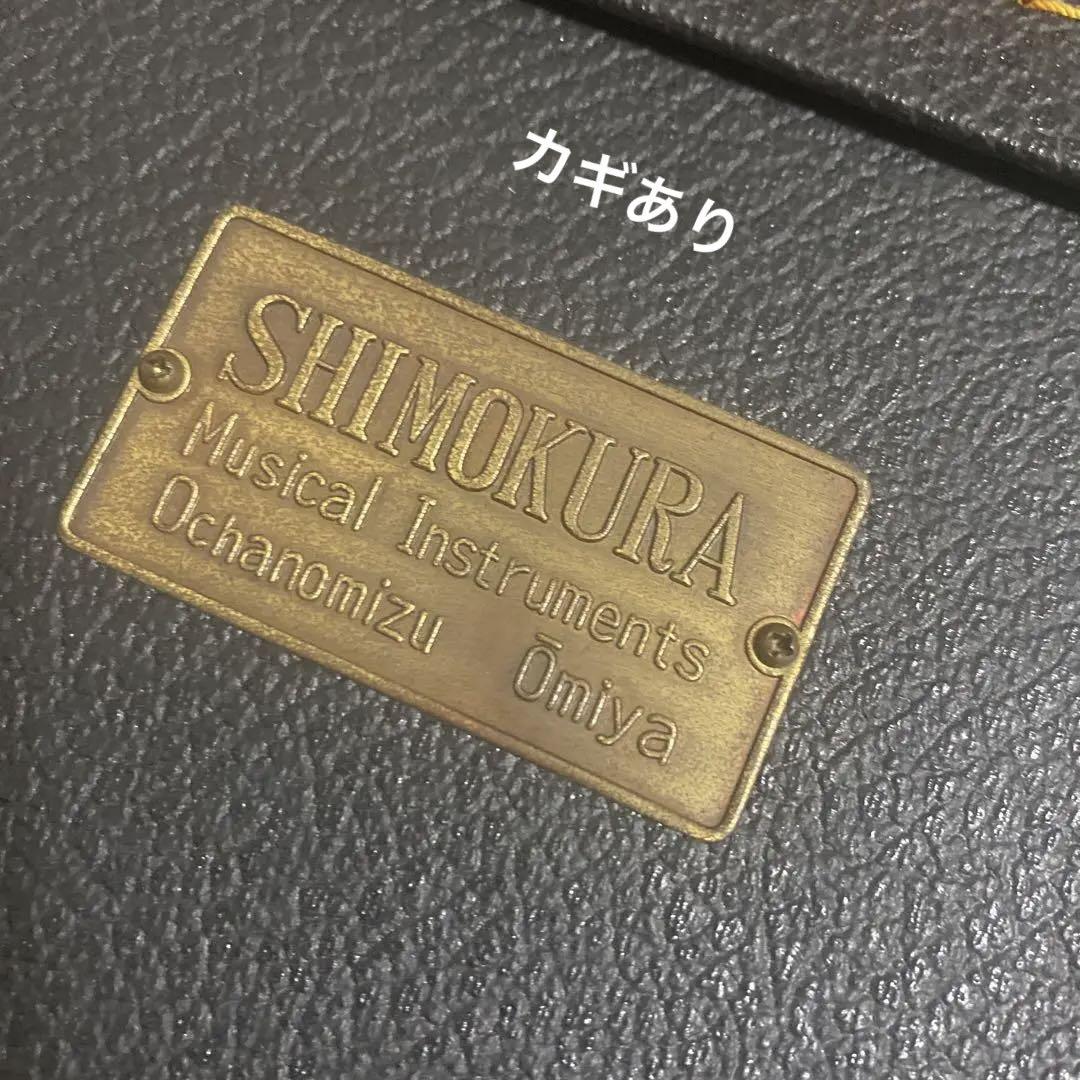 カギあり
SHIMOKURA
Musical Instruments
Ochanomizu Ōmiya